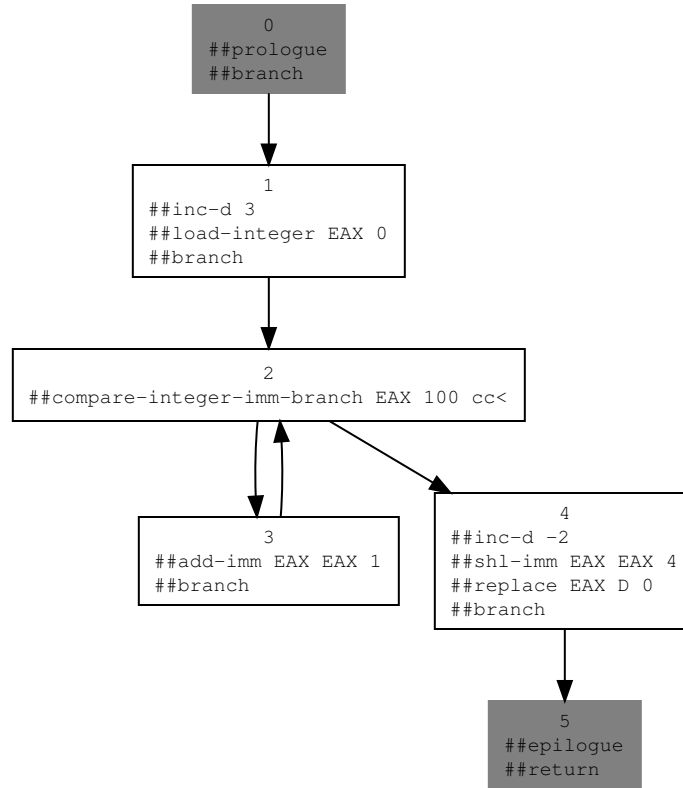 0
##prologue
##branch
1
##inc-d 3
##load-integer EAX 0
##branch
2
##compare-integer-imm-branch EAX 100 cc<
3
##add-imm EAX EAX 1
##branch
4
##inc-d -2
##shl-imm EAX EAX 4
##replace EAX D 0
##branch
5
##epilogue
##return